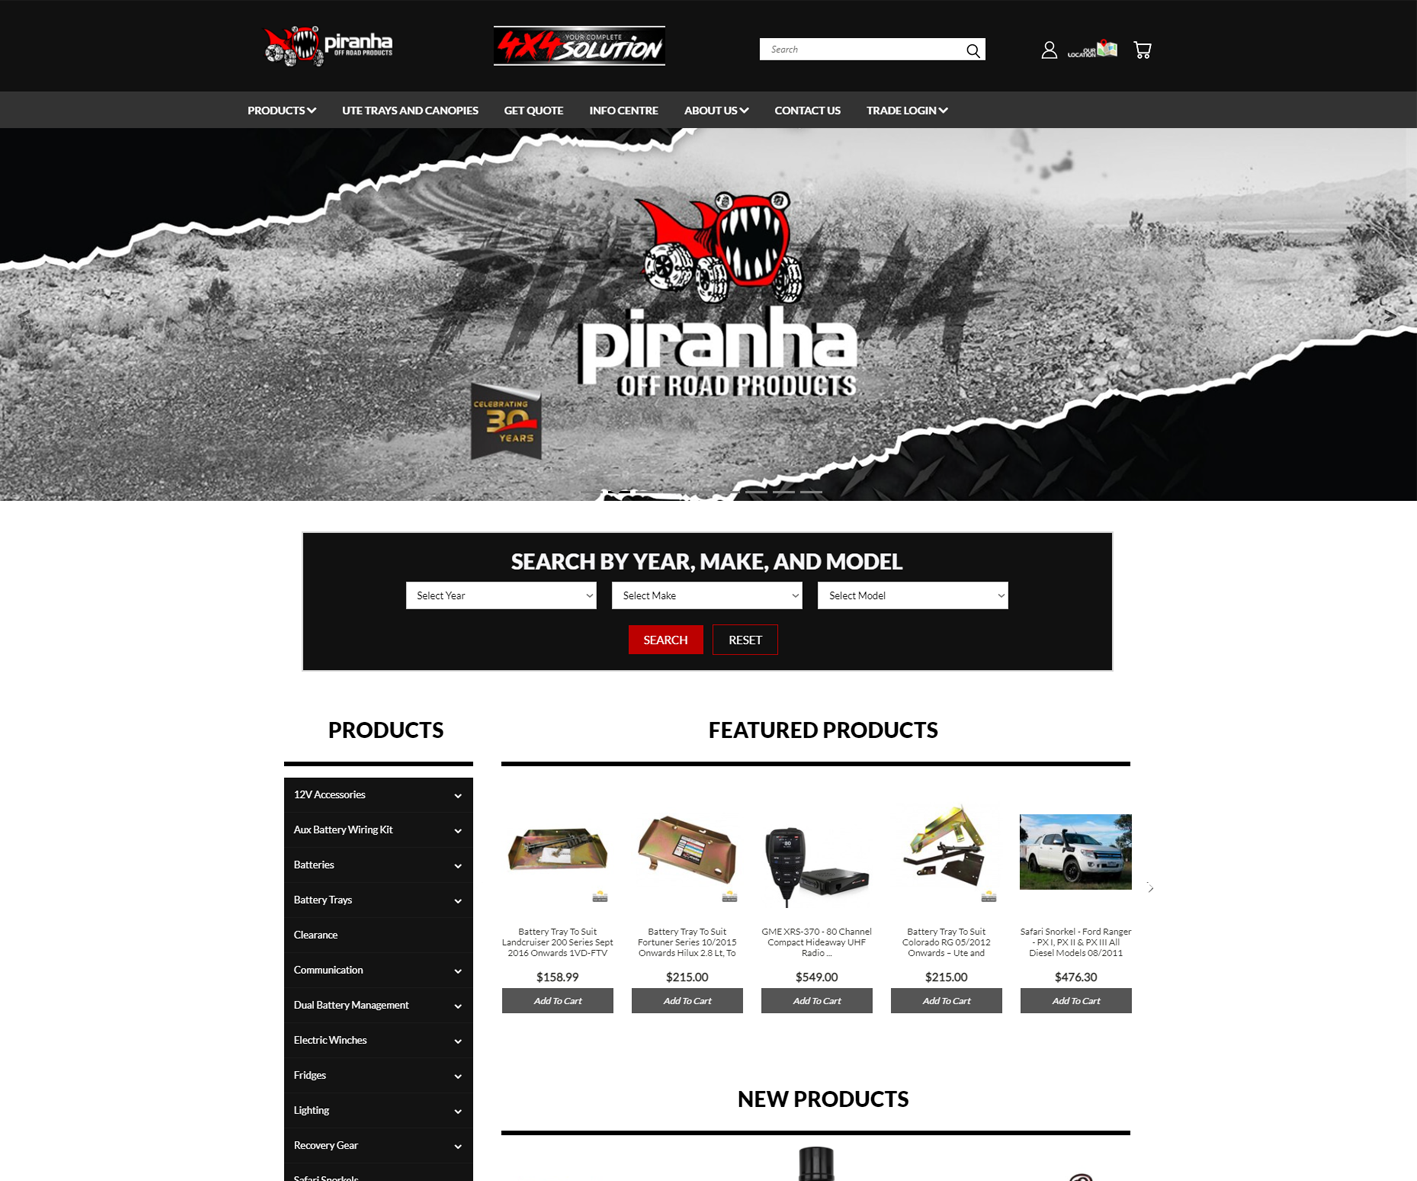 piranha
OFF ROAD PRODUCTS
YOUR COMPLETE
4X4 SOLUTION
Search
OUR
LOCATION
PRODUCTS
UTE TRAYS AND CANOPIES
GET QUOTE
INFO CENTRE
ABOUT US
CONTACT US
TRADE LOGIN
PIRANHA
piranha
OFF ROAD PRODUCTS
CELEBRATING
30
YEARS
SEARCH BY YEAR, MAKE, AND MODEL
Select Year
Select Make
Select Model
SEARCH
RESET
PRODUCTS
12V Accessories
Aux Battery Wiring Kit
Batteries
Battery Trays
Clearance
Communication
Dual Battery Management
Electric Winches
Fridges
Lighting
Recovery Gear
Safari Snorkels
FEATURED PRODUCTS
Battery Tray To Suit
Landcruiser 200 Series Sept
2016 Onwards 1VD-FTV
$158.99
Add To Cart
Battery Tray To Suit
Fortuner Series 10/2015
Onwards Hilux 2.8 Lt, To
$215.00
Add To Cart
GME XRS-370 - 80 Channel
Compact Hideaway UHF
Radio ...
$549.00
Add To Cart
Battery Tray To Suit
Colorado RG 05/2012
Onwards – Ute and
$215.00
Add To Cart
Safari Snorkel - Ford Ranger
- PX I, PX II & PX III All
Diesel Models 08/2011
$476.30
Add To Cart
NEW PRODUCTS